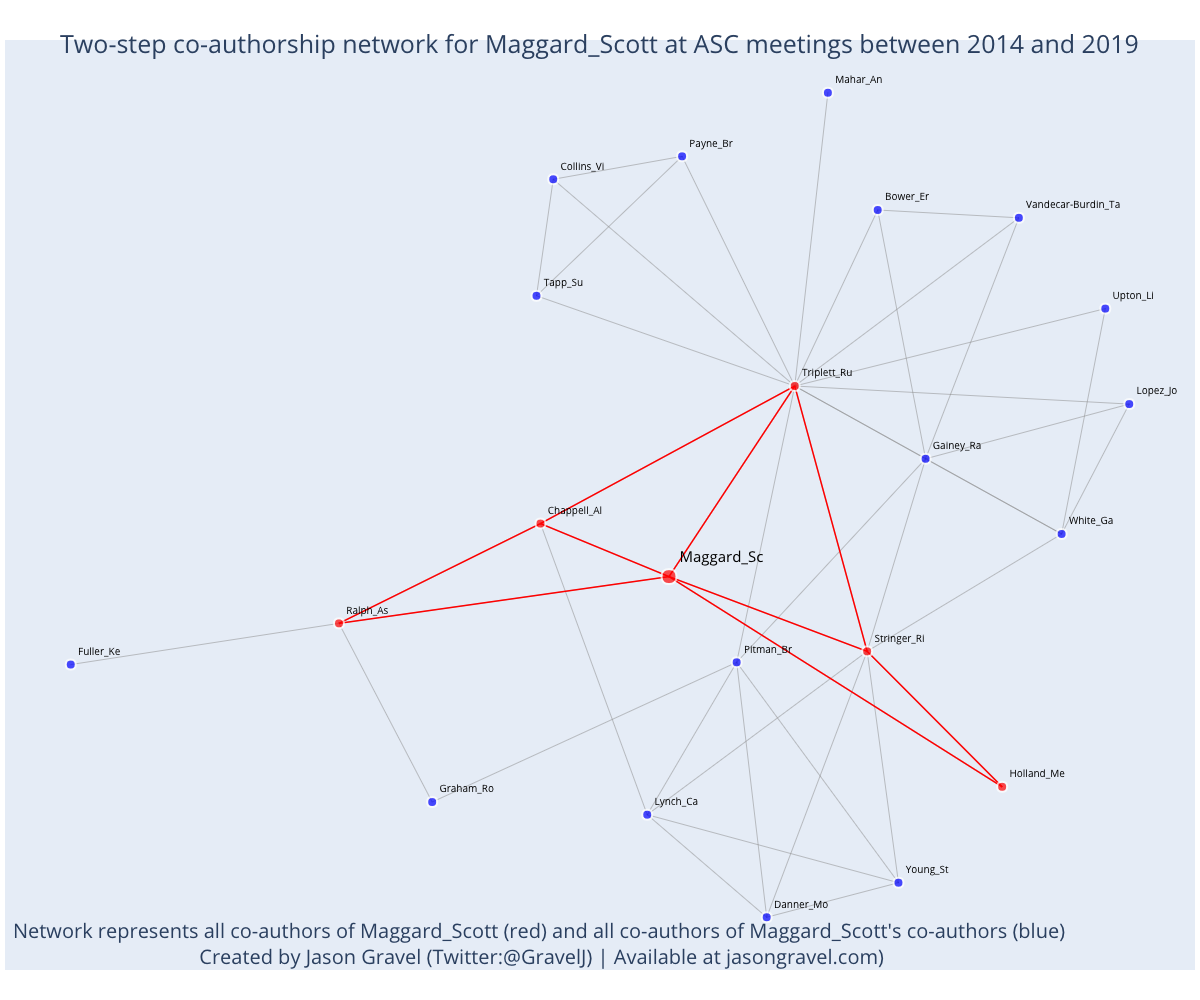 Two-step co-authorship network for Maggard_Scott at ASC meetings between 2014 and 2019
Mahar_An
Payne_Br
Collins_Vi
Bower_Er
Vandecar-Burdin_Ta
Tapp_Su
Upton_Li
Triplett_Ru
Lopez_Jo
Gainey_Ra
Chappell_Al
White_Ga
Maggard_Sc
Ralph_As
Stringer_Ri
Fuller_Ke
Pitman_Br
Holland_Me
Graham_Ro
Lynch_Ca
Young_St
Danner_Mo
Network represents all co-authors of Maggard_Scott (red) and all co-authors of Maggard_Scott's co-authors (blue)
Created by Jason Gravel (Twitter:@GravelJ) | Available at jasongravel.com)